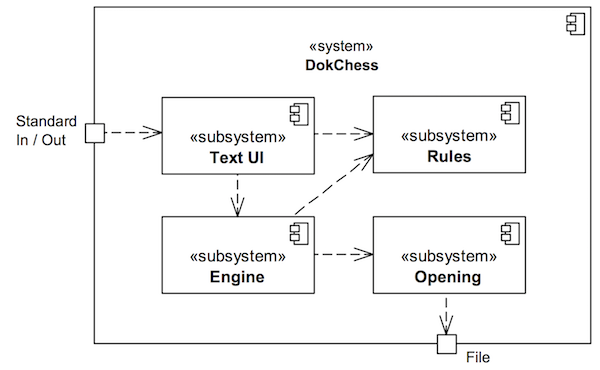 «system»
DokChess
Standard
In / Out
«subsystem»
Text UI
«subsystem»
Rules
«subsystem»
Engine
«subsystem»
Opening
File